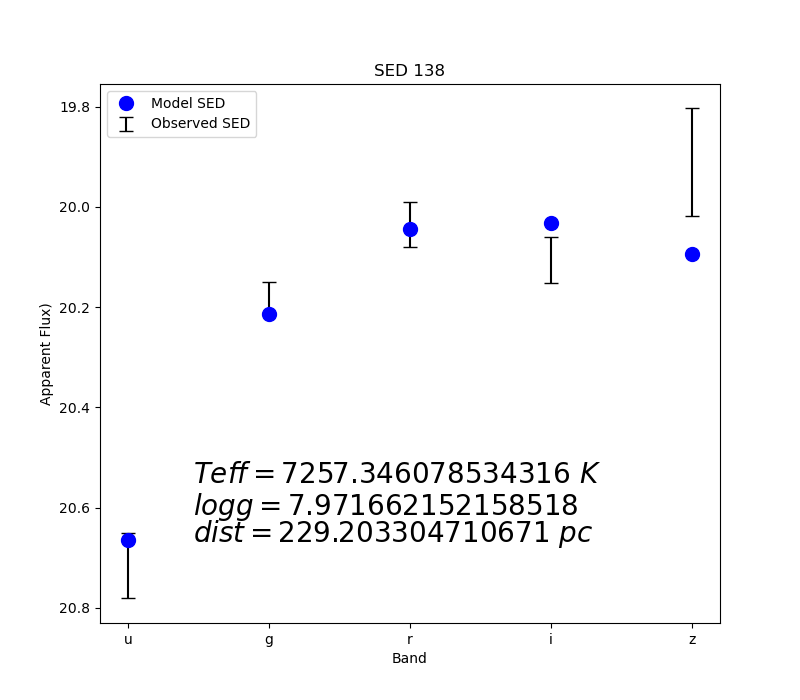 SED 138
Model SED
Observed SED
19.8
20.0
20.2
20.4
20.6
20.8
Apparent Flux)
Teff = 7257.346078534316 K
logg = 7.971662152158518
dist = 229.203304710671 pc
u g r i z
Band